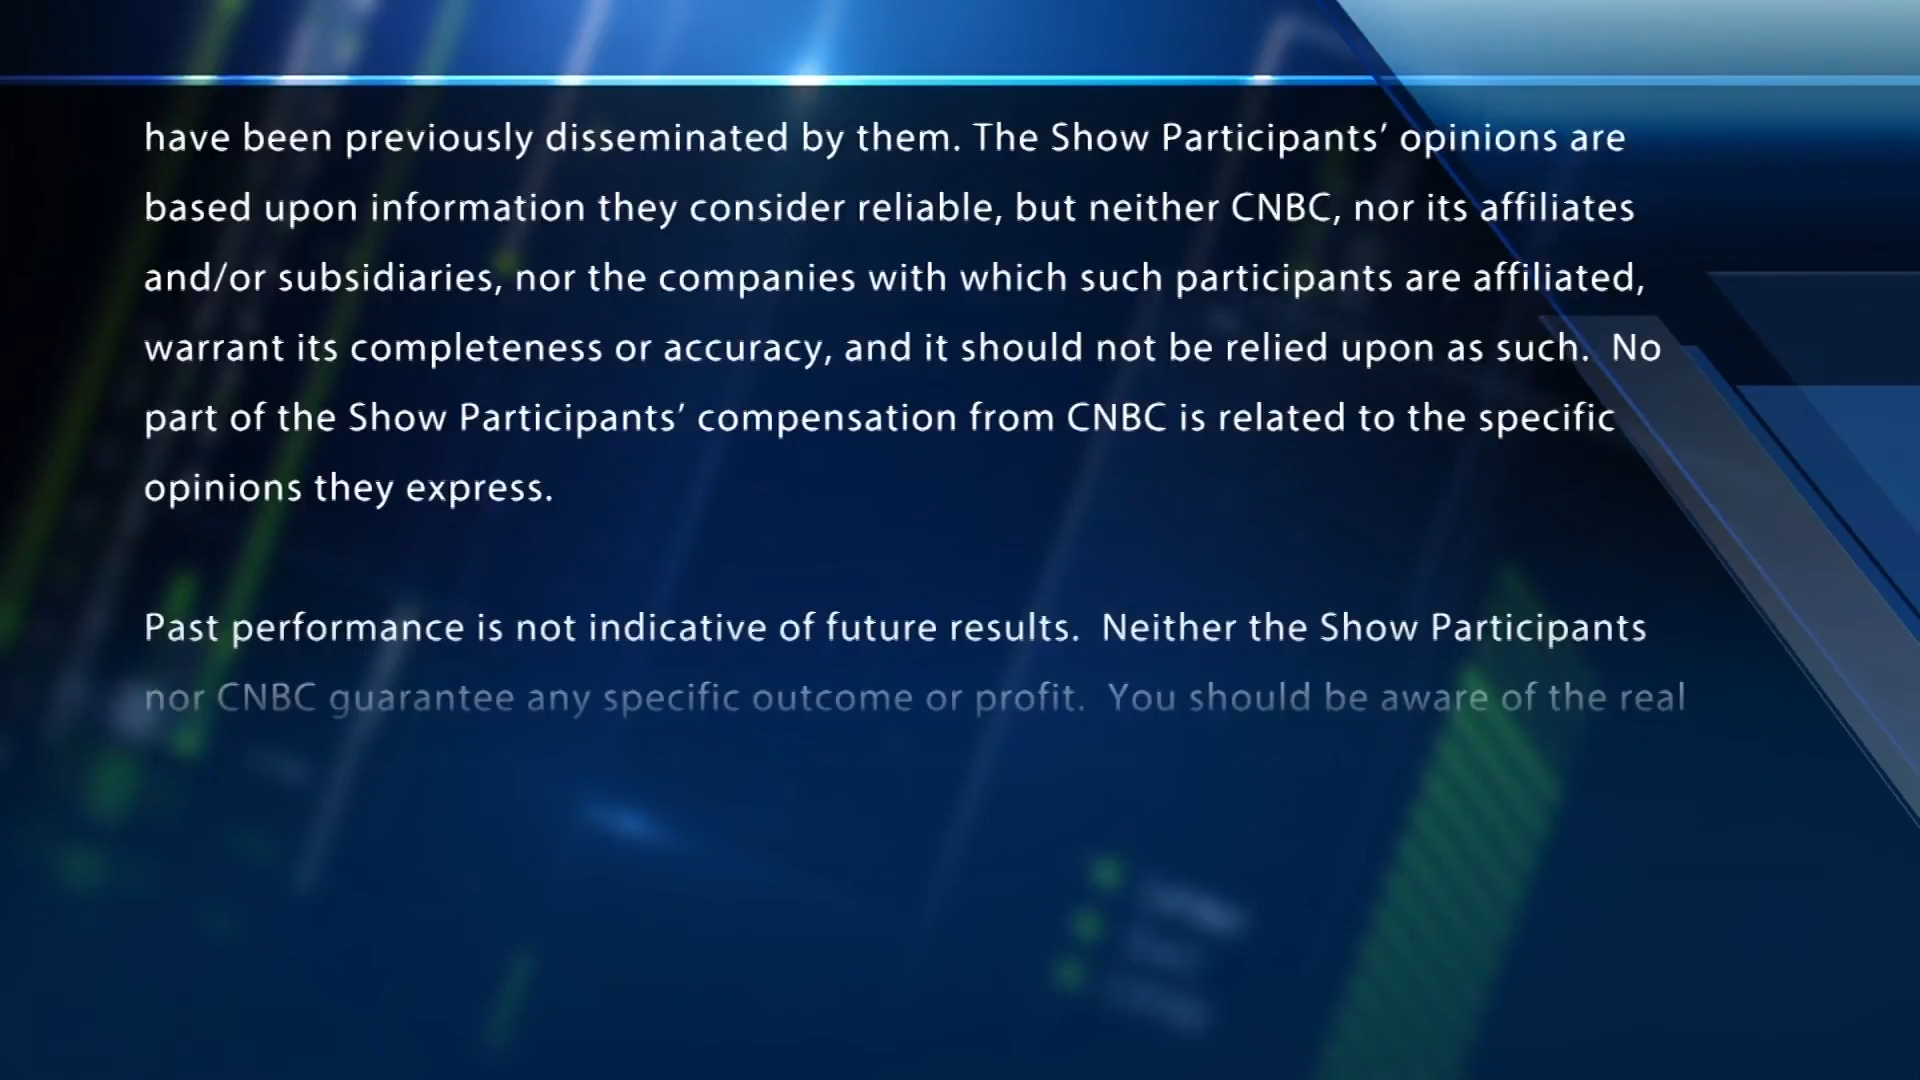 have been previously disseminated by them. The Show Participants’ opinions are
based upon information they consider reliable, but neither CNBC, nor its affiliates
and/or subsidiaries, nor the companies with which such participants are affiliated,
warrant its completeness or accuracy, and it should not be relied upon as such.  No
part of the Show Participants’ compensation from CNBC is related to the specific
opinions they express.
Past performance is not indicative of future results.  Neither the Show Participants
nor CNBC guarantee any specific outcome or profit.  You should be aware of the real